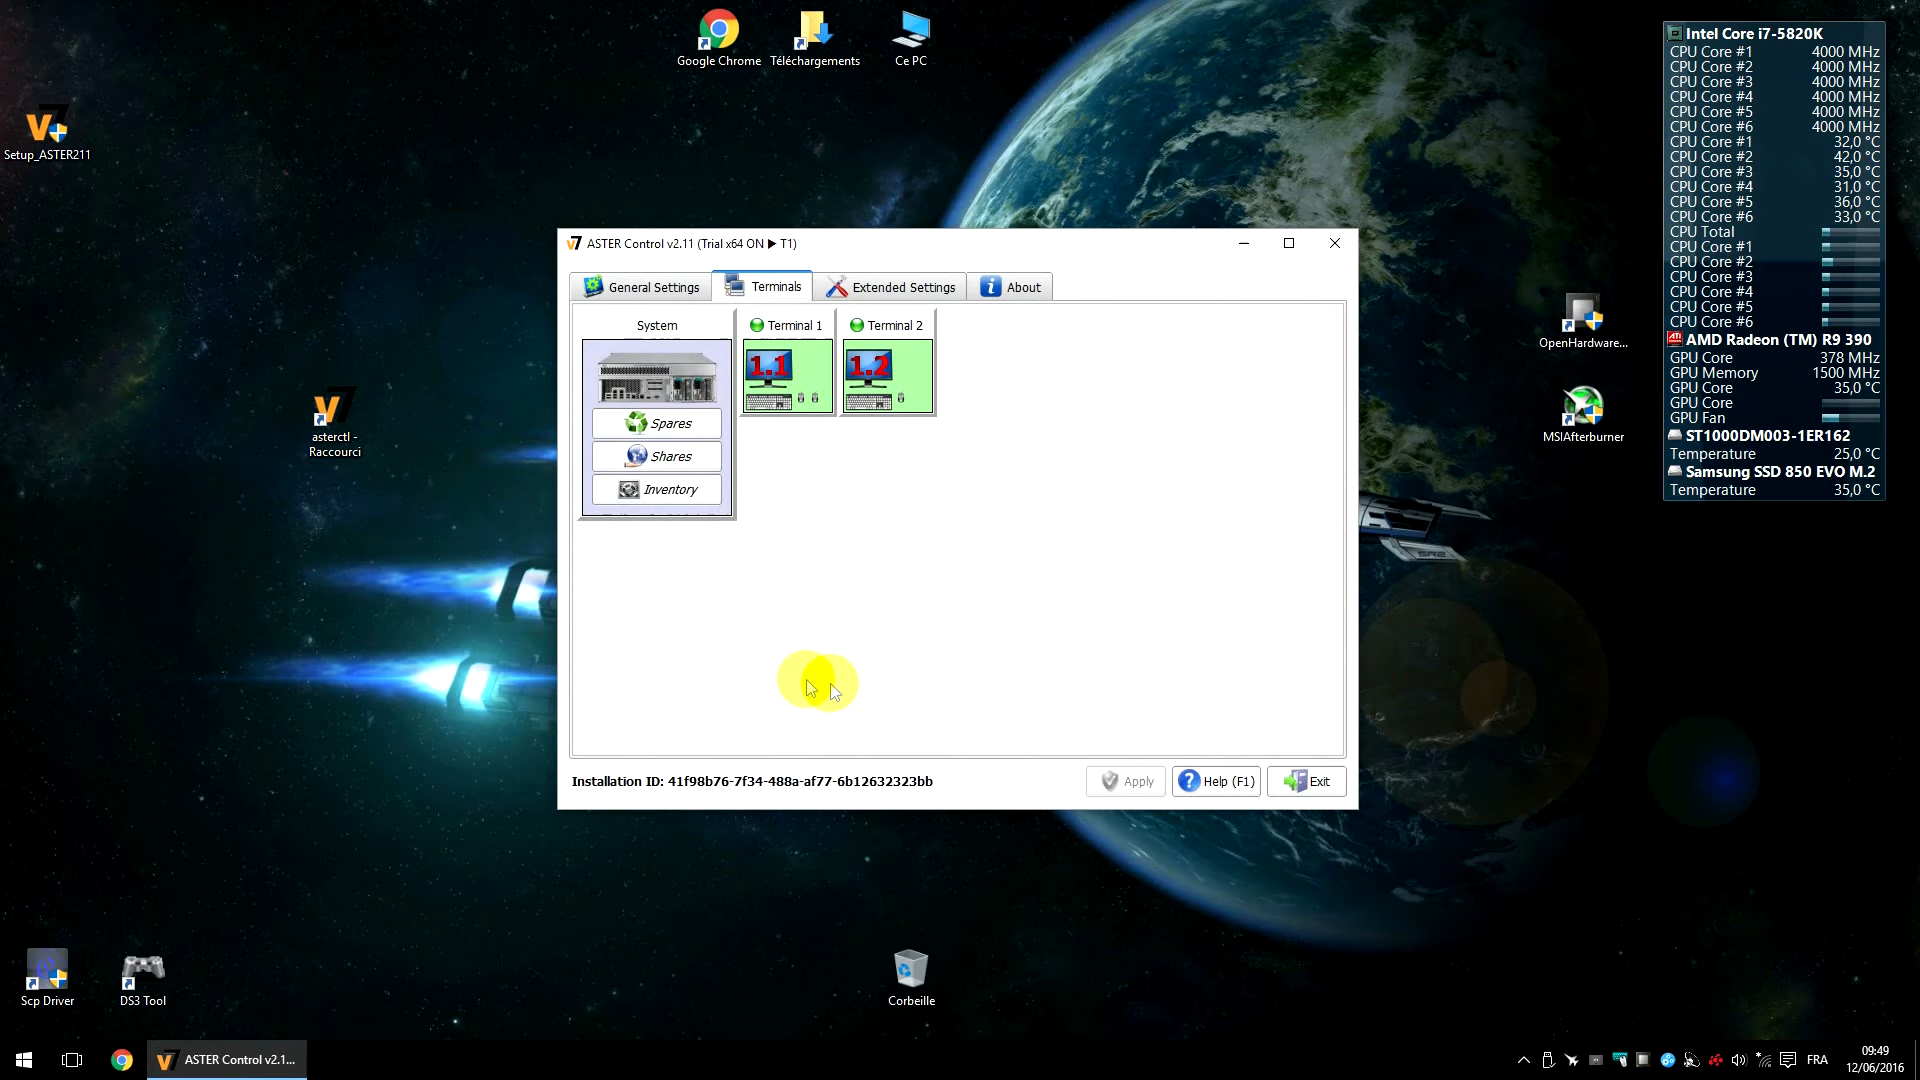 Google Chrome
Téléchargements
Ce PC
Setup_ASTER211
asterctl -
Raccourci
ASTER Control v2.11 (Trial x64 ON ▶ T1)
General Settings
Terminals
Extended Settings
About
System
Terminal 1
Terminal 2
1.1
1.2
Spares
Shares
Inventory
Installation ID: 41f98b76-7f34-488a-af77-6b12632323bb
Apply
Help (F1)
Exit
OpenHardware...
MSIAfterburner
SR2
Intel Core i7-5820K
CPU Core #1 4000 MHz
CPU Core #2 4000 MHz
CPU Core #3 4000 MHz
CPU Core #4 4000 MHz
CPU Core #5 4000 MHz
CPU Core #6 4000 MHz
CPU Core #1 32,0 °C
CPU Core #2 42,0 °C
CPU Core #3 35,0 °C
CPU Core #4 31,0 °C
CPU Core #5 36,0 °C
CPU Core #6 33,0 °C
CPU Total
CPU Core #1
CPU Core #2
CPU Core #3
CPU Core #4
CPU Core #5
CPU Core #6
AMD Radeon (TM) R9 390
GPU Core 378 MHz
GPU Memory 1500 MHz
GPU Core 35,0 °C
GPU Core
GPU Fan
ST1000DM003-1ER162
Temperature 25,0 °C
Samsung SSD 850 EVO M.2
Temperature 35,0 °C
Scp Driver
DS3 Tool
Corbeille
ASTER Control v2.1...
FRA
09:49
12/06/2016